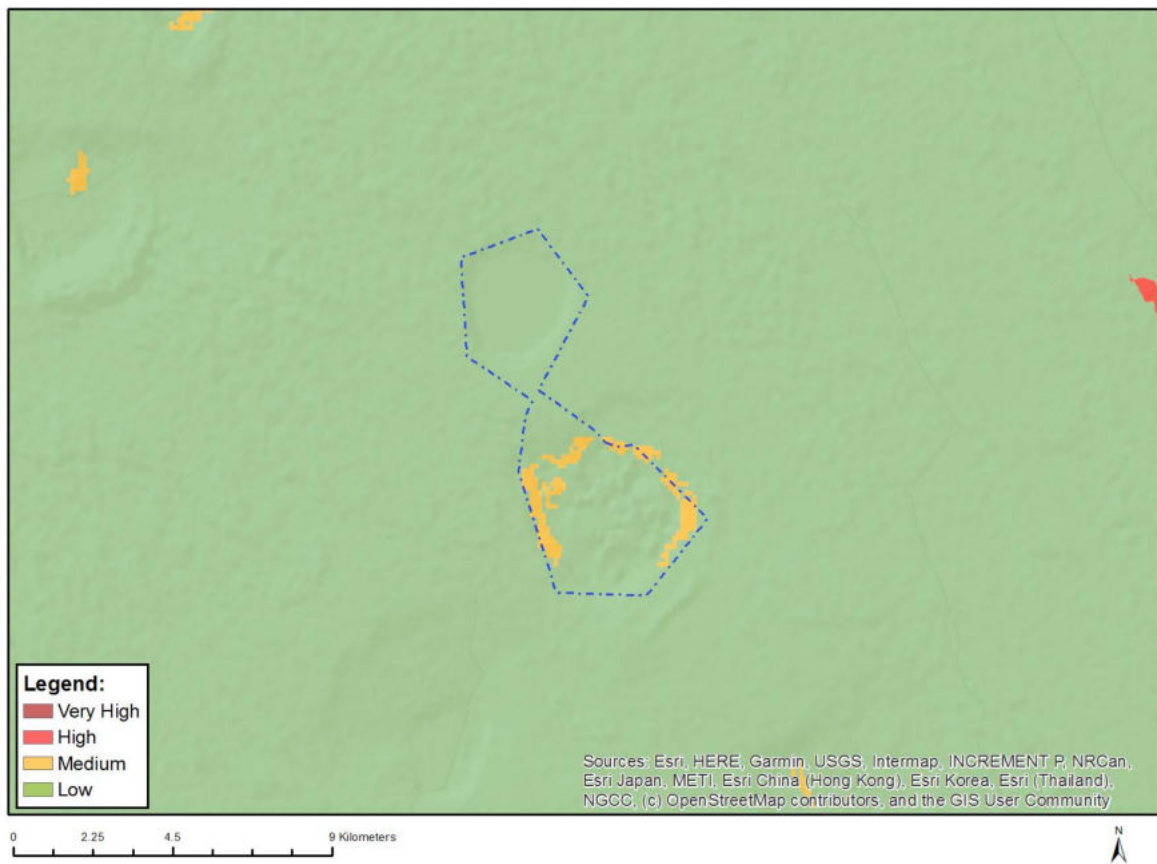 Legend:
Very High
High
Medium
Low
Sources: Esri, HERE, Garmin, USGS, Intermap, INCREMENT P, NRCan,
Esri Japan, METI, Esri China (Hong Kong), Esri Korea, Esri (Thailand),
NGCC, (c) OpenStreetMap contributors, and the GIS User Community
0 2.25 4.5 9 Kilometers
N